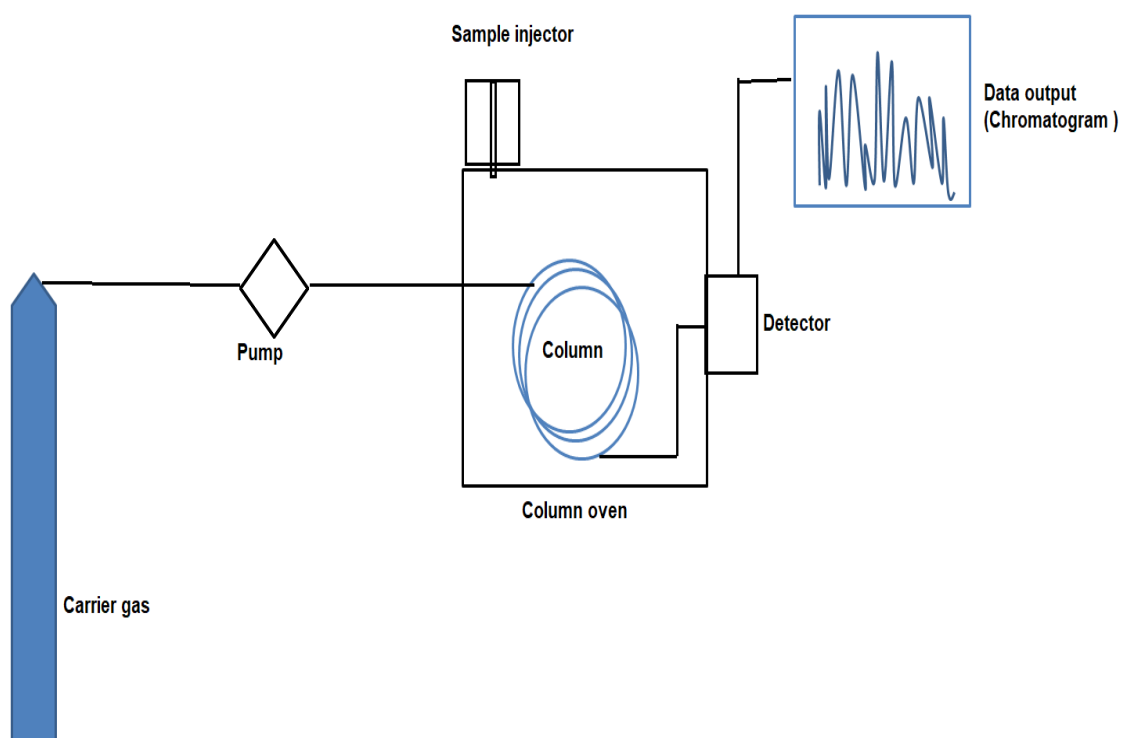 Sample injector
Data output
(Chromatogram )
Pump
Column
Detector
Column oven
Carrier gas